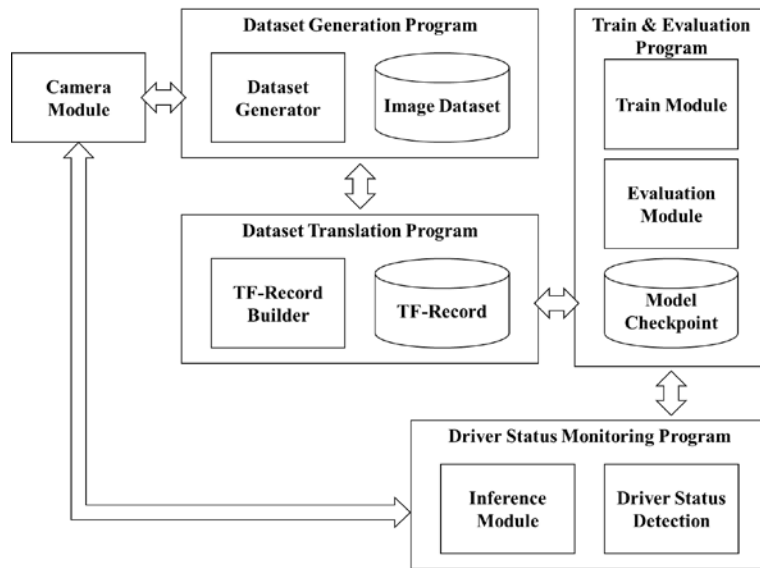 Camera
Module
Dataset Generation Program
Dataset
Generator
Image Dataset
Train & Evaluation
Program
Train Module
Evaluation
Module
Model
Checkpoint
Dataset Translation Program
TF-Record
Builder
TF-Record
Driver Status Monitoring Program
Inference
Module
Driver Status
Detection